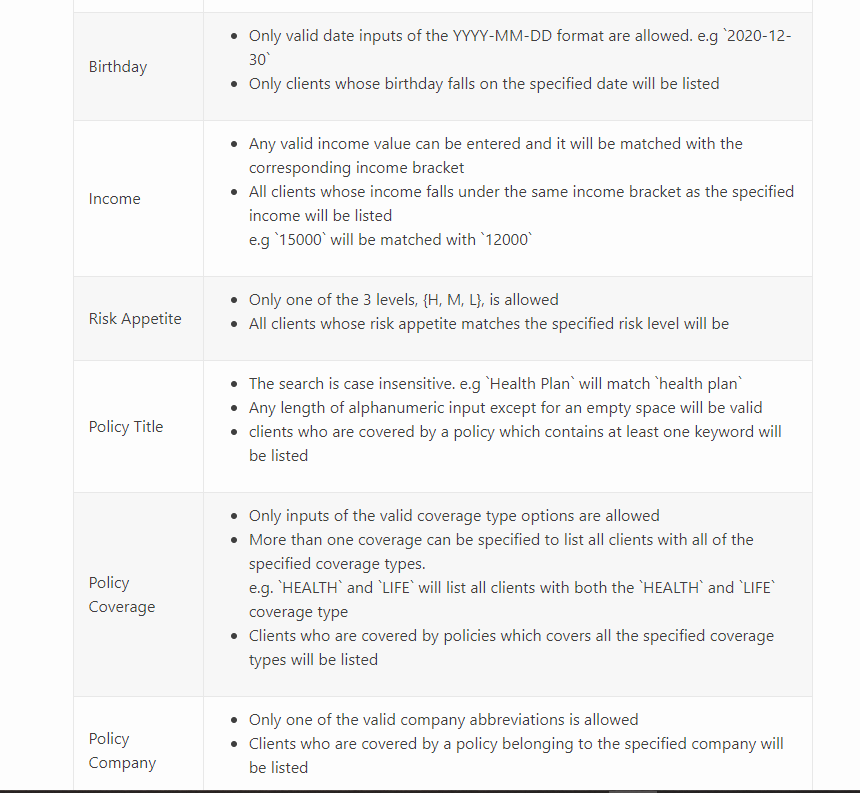 Birthday
• Only valid date inputs of the YYYY-MM-DD format are allowed. e.g `2020-12-
30`
• Only clients whose birthday falls on the specified date will be listed
Income
• Any valid income value can be entered and it will be matched with the
corresponding income bracket
• All clients whose income falls under the same income bracket as the specified
income will be listed
e.g `15000` will be matched with `12000`
Risk Appetite
• Only one of the 3 levels, {H, M, L}, is allowed
• All clients whose risk appetite matches the specified risk level will be
Policy Title
• The search is case insensitive. e.g `Health Plan` will match `health plan`
• Any length of alphanumeric input except for an empty space will be valid
• clients who are covered by a policy which contains at least one keyword will
be listed
Policy
Coverage
• Only inputs of the valid coverage type options are allowed
• More than one coverage can be specified to list all clients with all of the
specified coverage types.
e.g. `HEALTH` and `LIFE` will list all clients with both the `HEALTH` and `LIFE`
coverage type
• Clients who are covered by policies which covers all the specified coverage
types will be listed
Policy
Company
• Only one of the valid company abbreviations is allowed
• Clients who are covered by a policy belonging to the specified company will
be listed